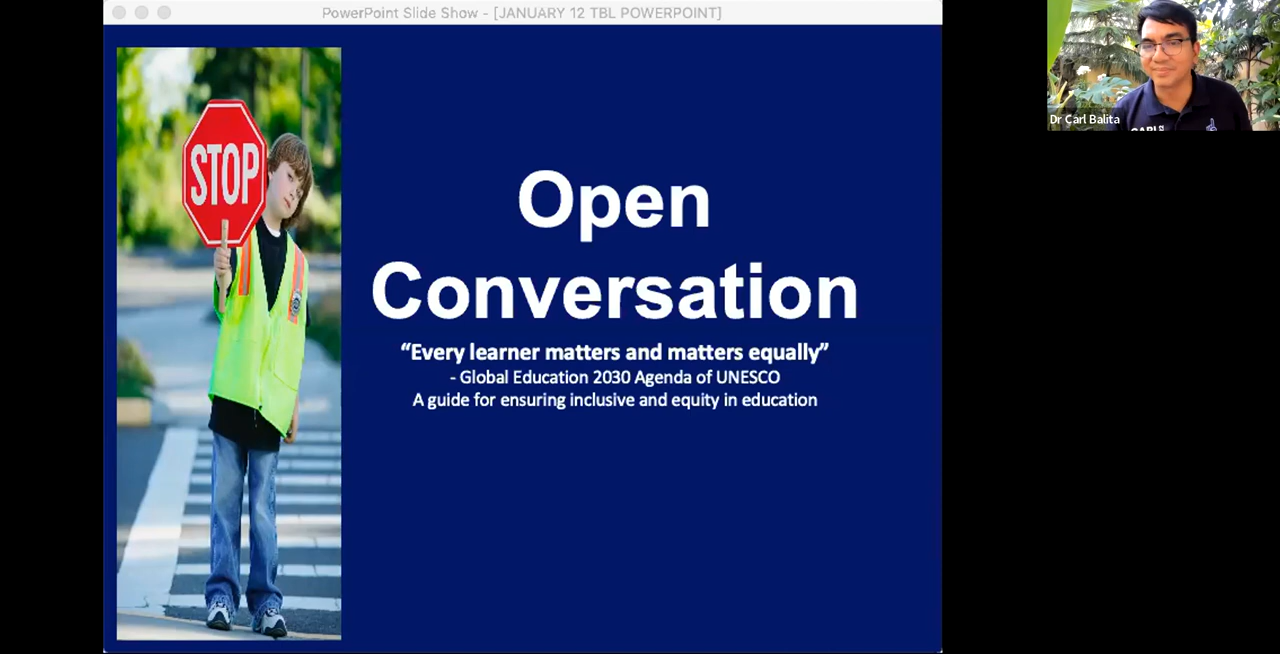 PowerPoint Slide Show - [JANUARY 12 TBL POWERPOINT]
STOP
Open
Conversation
“Every learner matters and matters equally”
- Global Education 2030 Agenda of UNESCO
A guide for ensuring inclusive and equity in education
Dr Carl Balita